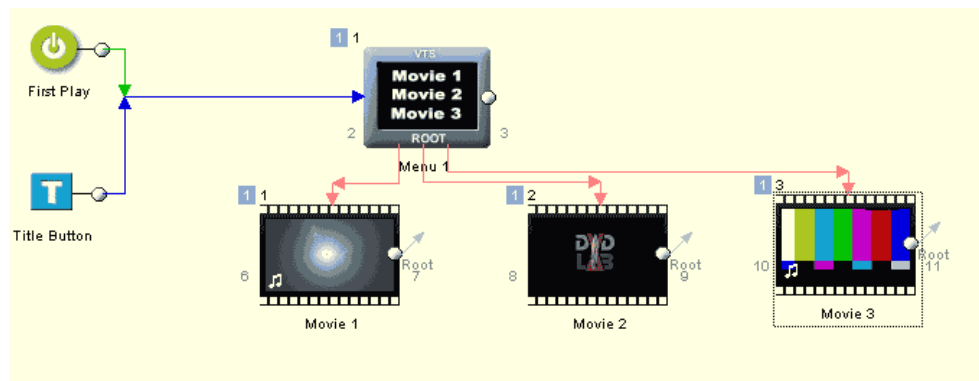 First Play
1 1
VTS
Movie 1
Movie 2
Movie 3
2
3
ROOT
Menu 1
T
Title Button
1 1
6
Root
7
Movie 1
1 2
DVD
LAB
8
Root
9
Movie 2
1 3
10
Root
11
Movie 3